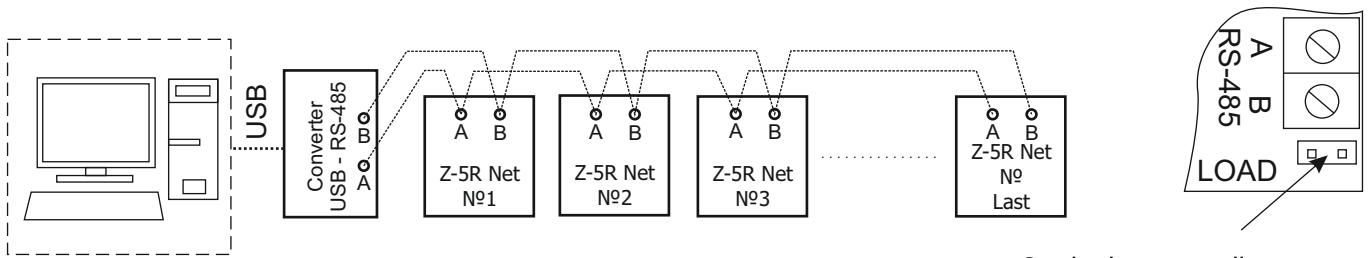 USB
Converter
USB - RS-485
B
A
A B
Z-5R Net
№1
A B
Z-5R Net
№2
A B
Z-5R Net
№3
A B
Z-5R Net
№
Last
RS-485
A
B
LOAD